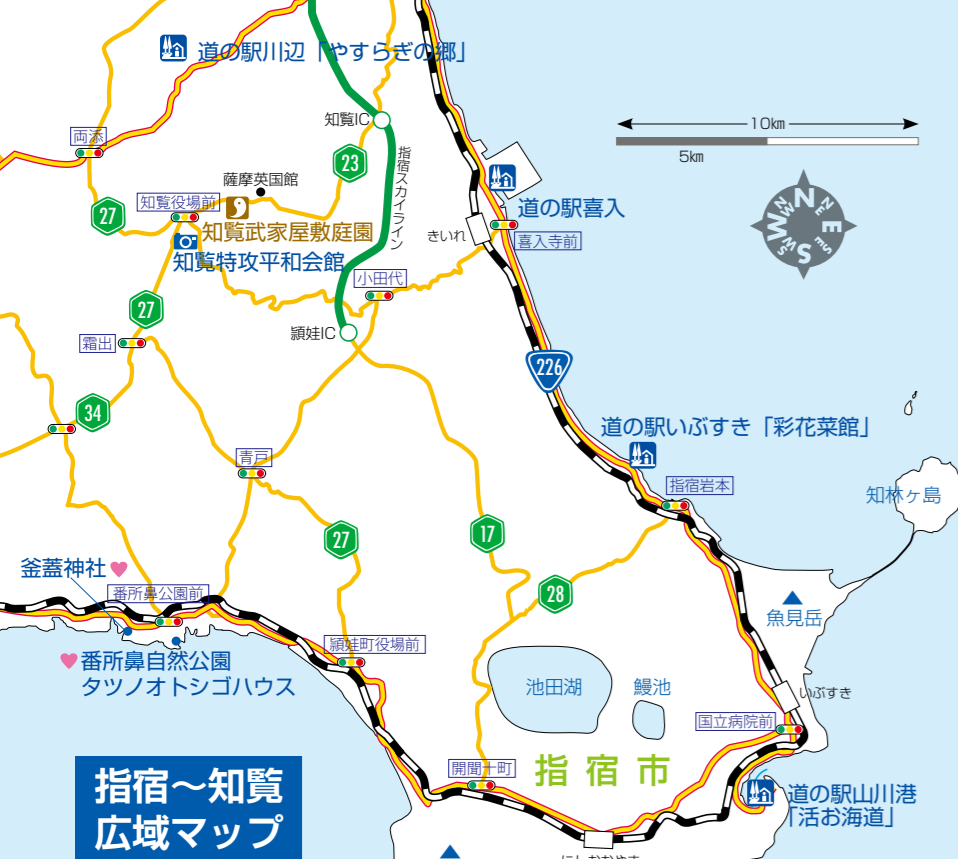 道の駅川辺「やすらぎの郷」
知覧IC
両添
23
指宿スカイライン
薩摩英国館
知覧役場前
27
知覧武家屋敷庭園
知覧特攻平和会館
きいれ
道の駅喜入
喜入寺前
10km
5km
N
NE
E
SE
S
SW
W
NW
小田代
27
頴娃IC
霜出
226
34
道の駅いぶすき「彩花菜館」
青戸
指宿岩本
知林ヶ島
27
17
釜蓋神社
番所鼻公園前
28
魚見岳
頴娃町役場前
番所鼻自然公園
タツノオトシゴハウス
池田湖
鰻池
いぶすき
国立病院前
開聞十町
指宿市
道の駅山川港
「活お海道」
指宿～知覧
広域マップ